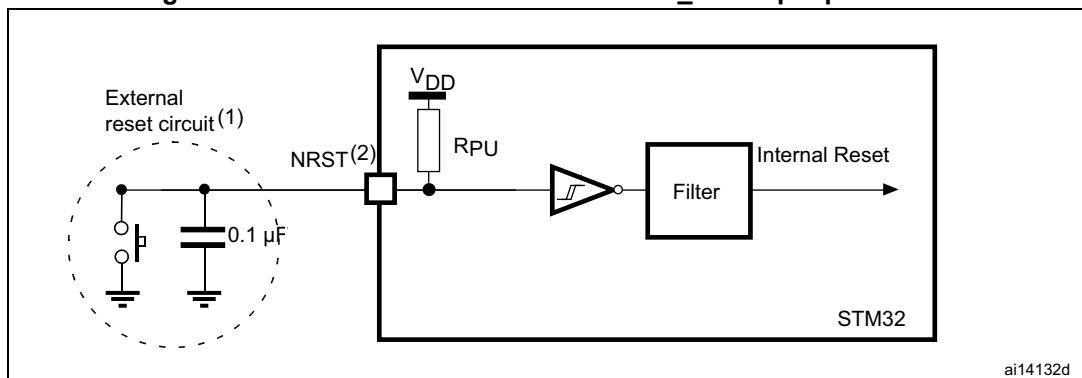 VDD
External
reset circuit(1)
NRST(2)
RPU
Internal Reset
Filter
0.1 µF
STM32
ai14132d